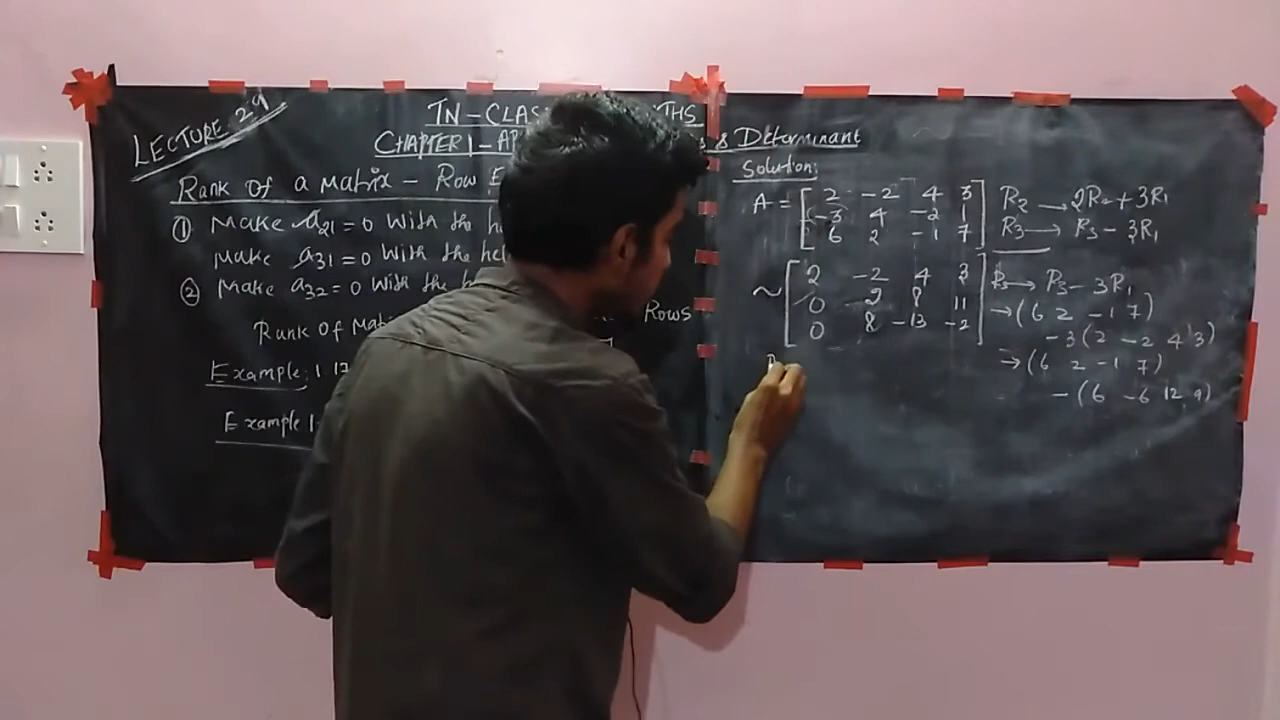 LECTURE 29
TN-CLAS THS
CHAPTER 1 - AP & Determinant
Rank Of a Matrix - Row E
① Make a₂₁ = 0 With the h
Make a₃₁ = 0 With the hel
② Make a₃₂ = 0 With the h
Rank Of Mat Rows
Example: 1.17
Example 1.
Solution:
A = [ 2 -2 4 3 ] R₂ → 2R₂ + 3R₁
[ -3 4 -2 1 ] R₃ → R₃ - 3R₁
[ 6 2 -1 7 ]
~ [ 2 -2 4 3 ] R₃ → R₃ - 3R₁
[ 0 2 8 11 ] → (6 2 -1 7)
[ 0 8 -13 -2 ] -3(2 -2 4 3)
→ (6 2 -1 7)
- (6 -6 12 9)